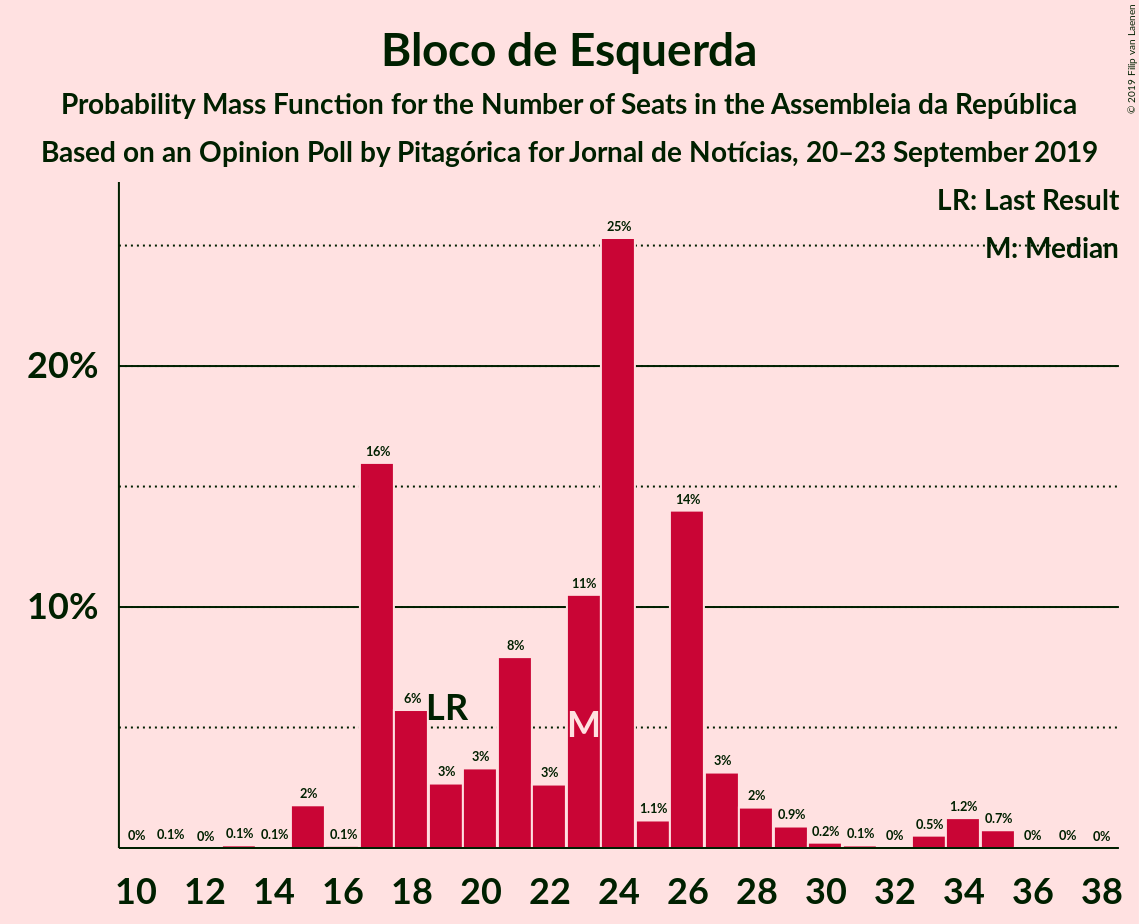 Bloco de Esquerda
Probability Mass Function for the Number of Seats in the Assembleia da República
Based on an Opinion Poll by Pitagórica for Jornal de Notícias, 20–23 September 2019
© 2019 Filip van Laenen
LR: Last Result
M: Median
20%
10%
0% 0.1% 0% 0.1% 0.1% 2% 0.1% 16% 6% 3% 3% 8% 3% 11% 25% 1.1% 14% 3% 2% 0.9% 0.2% 0.1% 0% 0.5% 1.2% 0.7% 0% 0% 0%
LR
M
10 12 14 16 18 20 22 24 26 28 30 32 34 36 38